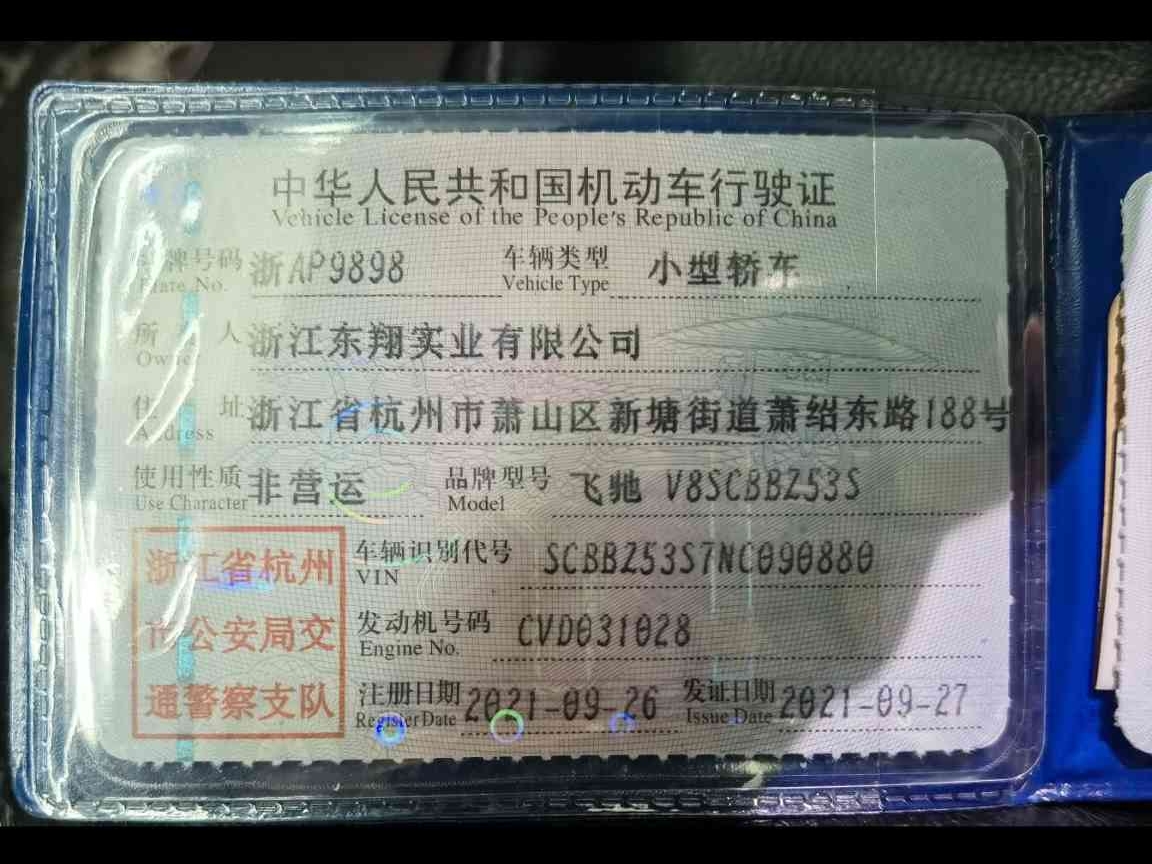 中华人民共和国机动车行驶证
Vehicle License of the People's Republic of China
号牌号码 浙AP9898 车辆类型 小型轿车
Plate No. Vehicle Type
所有人 浙江东翔实业有限公司
Owner
住址 浙江省杭州市萧山区新塘街道萧绍东路188号
Address
使用性质 非营运 品牌型号 飞驰 V8SCBBZ53S
Use Character Model
浙江省杭州 车辆识别代号 SCBBZ53S7NC090880
VIN
市公安局交 发动机号码 CVD031028
Engine No.
通警察支队 注册日期 2021-09-26 发证日期 2021-09-27
Register Date Issue Date